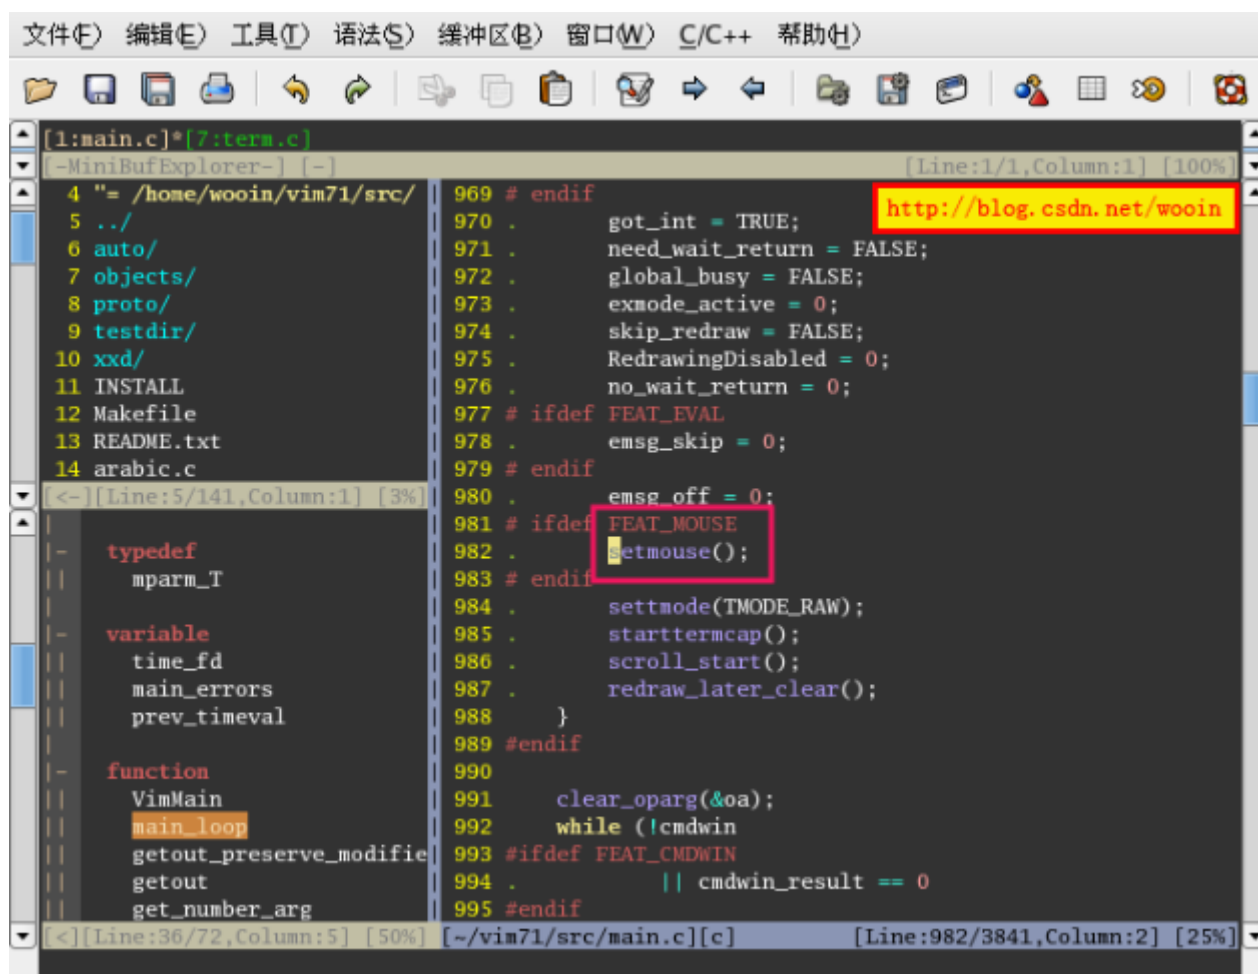 文件(F) 编辑(E) 工具(T) 语法(S) 缓冲区(B) 窗口(W) C/C++ 帮助(H)
[1:main.c]*[7:term.c]
[-MiniBufExplorer-] [-] [Line:1/1,Column:1] [100%]
4 "= /home/wooin/vim71/src/
5 ../
6 auto/
7 objects/
8 proto/
9 testdir/
10 xxd/
11 INSTALL
12 Makefile
13 README.txt
14 arabic.c
[<-][Line:5/141,Column:1] [3%]
|
|- typedef
|| mparm_T
|
|- variable
|| time_fd
|| main_errors
|| prev_timeval
|
|- function
|| VimMain
|| main_loop
|| getout_preserve_modifie
|| getout
|| get_number_arg
[<][Line:36/72,Column:5] [50%]
http://blog.csdn.net/wooin
969 # endif
970 . got_int = TRUE;
971 . need_wait_return = FALSE;
972 . global_busy = FALSE;
973 . exmode_active = 0;
974 . skip_redraw = FALSE;
975 . RedrawingDisabled = 0;
976 . no_wait_return = 0;
977 # ifdef FEAT_EVAL
978 . emsg_skip = 0;
979 # endif
980 . emsg_off = 0;
981 # ifdef FEAT_MOUSE
982 . setmouse();
983 # endif
984 . settmode(TMODE_RAW);
985 . starttermcap();
986 . scroll_start();
987 . redraw_later_clear();
988 }
989 #endif
990
991 clear_oparg(&oa);
992 while (!cmdwin
993 #ifdef FEAT_CMDWIN
994 . || cmdwin_result == 0
995 #endif
[~/vim71/src/main.c][c] [Line:982/3841,Column:2] [25%]